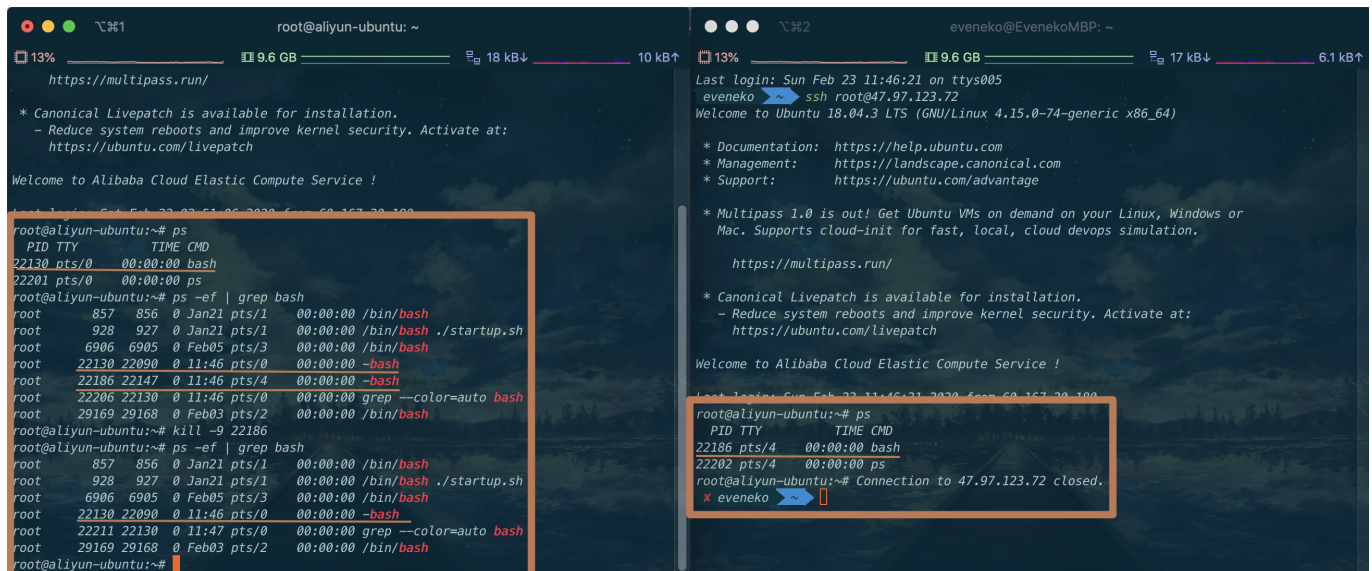 ⌥⌘1 root@aliyun-ubuntu: ~
13% 9.6 GB 18 kB↓ 10 kB↑
https://multipass.run/
* Canonical Livepatch is available for installation.
- Reduce system reboots and improve kernel security. Activate at:
https://ubuntu.com/livepatch
Welcome to Alibaba Cloud Elastic Compute Service !
root@aliyun-ubuntu:~# ps
PID TTY TIME CMD
22130 pts/0 00:00:00 bash
22201 pts/0 00:00:00 ps
root@aliyun-ubuntu:~# ps -ef | grep bash
root 857 856 0 Jan21 pts/1 00:00:00 /bin/bash
root 928 927 0 Jan21 pts/1 00:00:00 /bin/bash ./startup.sh
root 6906 6905 0 Feb05 pts/3 00:00:00 /bin/bash
root 22130 22090 0 11:46 pts/0 00:00:00 -bash
root 22186 22147 0 11:46 pts/4 00:00:00 -bash
root 22206 22130 0 11:46 pts/0 00:00:00 grep --color=auto bash
root 29169 29168 0 Feb03 pts/2 00:00:00 /bin/bash
root@aliyun-ubuntu:~# kill -9 22186
root@aliyun-ubuntu:~# ps -ef | grep bash
root 857 856 0 Jan21 pts/1 00:00:00 /bin/bash
root 928 927 0 Jan21 pts/1 00:00:00 /bin/bash ./startup.sh
root 6906 6905 0 Feb05 pts/3 00:00:00 /bin/bash
root 22130 22090 0 11:46 pts/0 00:00:00 -bash
root 22211 22130 0 11:47 pts/0 00:00:00 grep --color=auto bash
root 29169 29168 0 Feb03 pts/2 00:00:00 /bin/bash
root@aliyun-ubuntu:~#
⌥⌘2 eveneko@EvenekoMBP: ~
13% 9.6 GB 17 kB↓ 6.1 kB↑
Last login: Sun Feb 23 11:46:21 on ttys005
eveneko ~ ssh root@47.97.123.72
Welcome to Ubuntu 18.04.3 LTS (GNU/Linux 4.15.0-74-generic x86_64)
* Documentation: https://help.ubuntu.com
* Management: https://landscape.canonical.com
* Support: https://ubuntu.com/advantage
* Multipass 1.0 is out! Get Ubuntu VMs on demand on your Linux, Windows or
Mac. Supports cloud-init for fast, local, cloud devops simulation.
https://multipass.run/
* Canonical Livepatch is available for installation.
- Reduce system reboots and improve kernel security. Activate at:
https://ubuntu.com/livepatch
Welcome to Alibaba Cloud Elastic Compute Service !
root@aliyun-ubuntu:~# ps
PID TTY TIME CMD
22186 pts/4 00:00:00 bash
22202 pts/4 00:00:00 ps
root@aliyun-ubuntu:~# Connection to 47.97.123.72 closed.
✘ eveneko ~